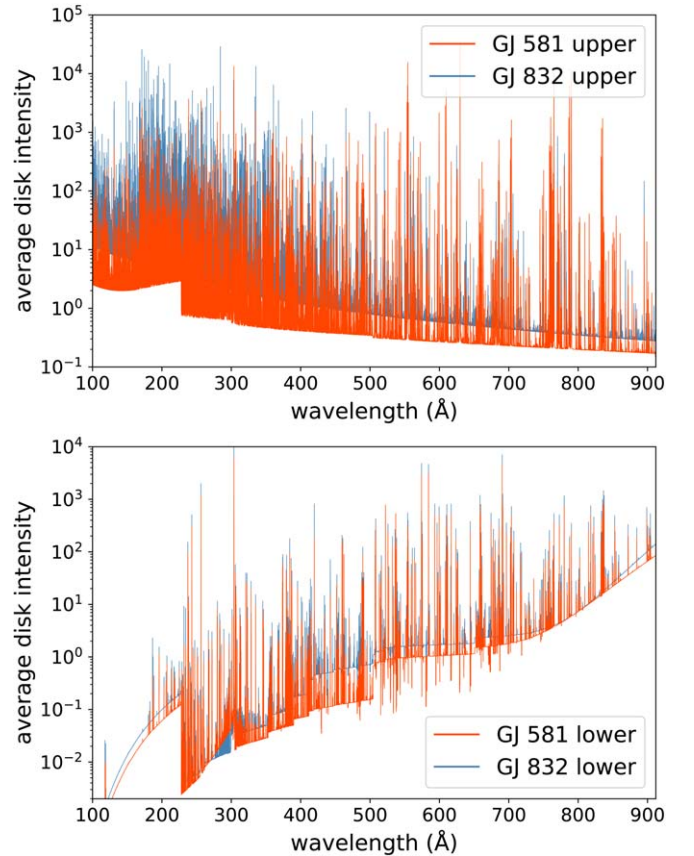 10^5
10^4
10^3
10^2
10^1
10^0
10^-1
average disk intensity
GJ 581 upper
GJ 832 upper
100 200 300 400 500 600 700 800 900
wavelength (Å)
10^4
10^3
10^2
10^1
10^0
10^-1
10^-2
average disk intensity
GJ 581 lower
GJ 832 lower
100 200 300 400 500 600 700 800 900
wavelength (Å)